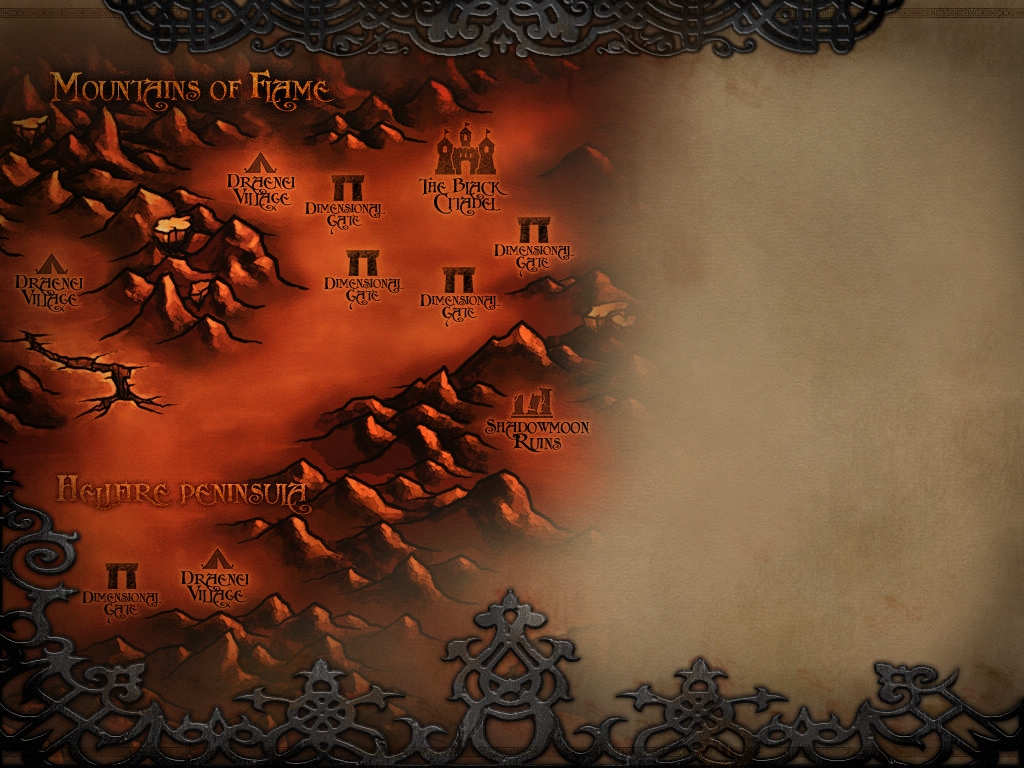 Mountains of Flame
Draenei
Village
Dimensional
Gate
The Black
Citadel
Dimensional
Gate
Draenei
Village
Dimensional
Gate
Dimensional
Gate
Shadowmoon
Ruins
Hellfire peninsula
Dimensional
Gate
Draenei
Village